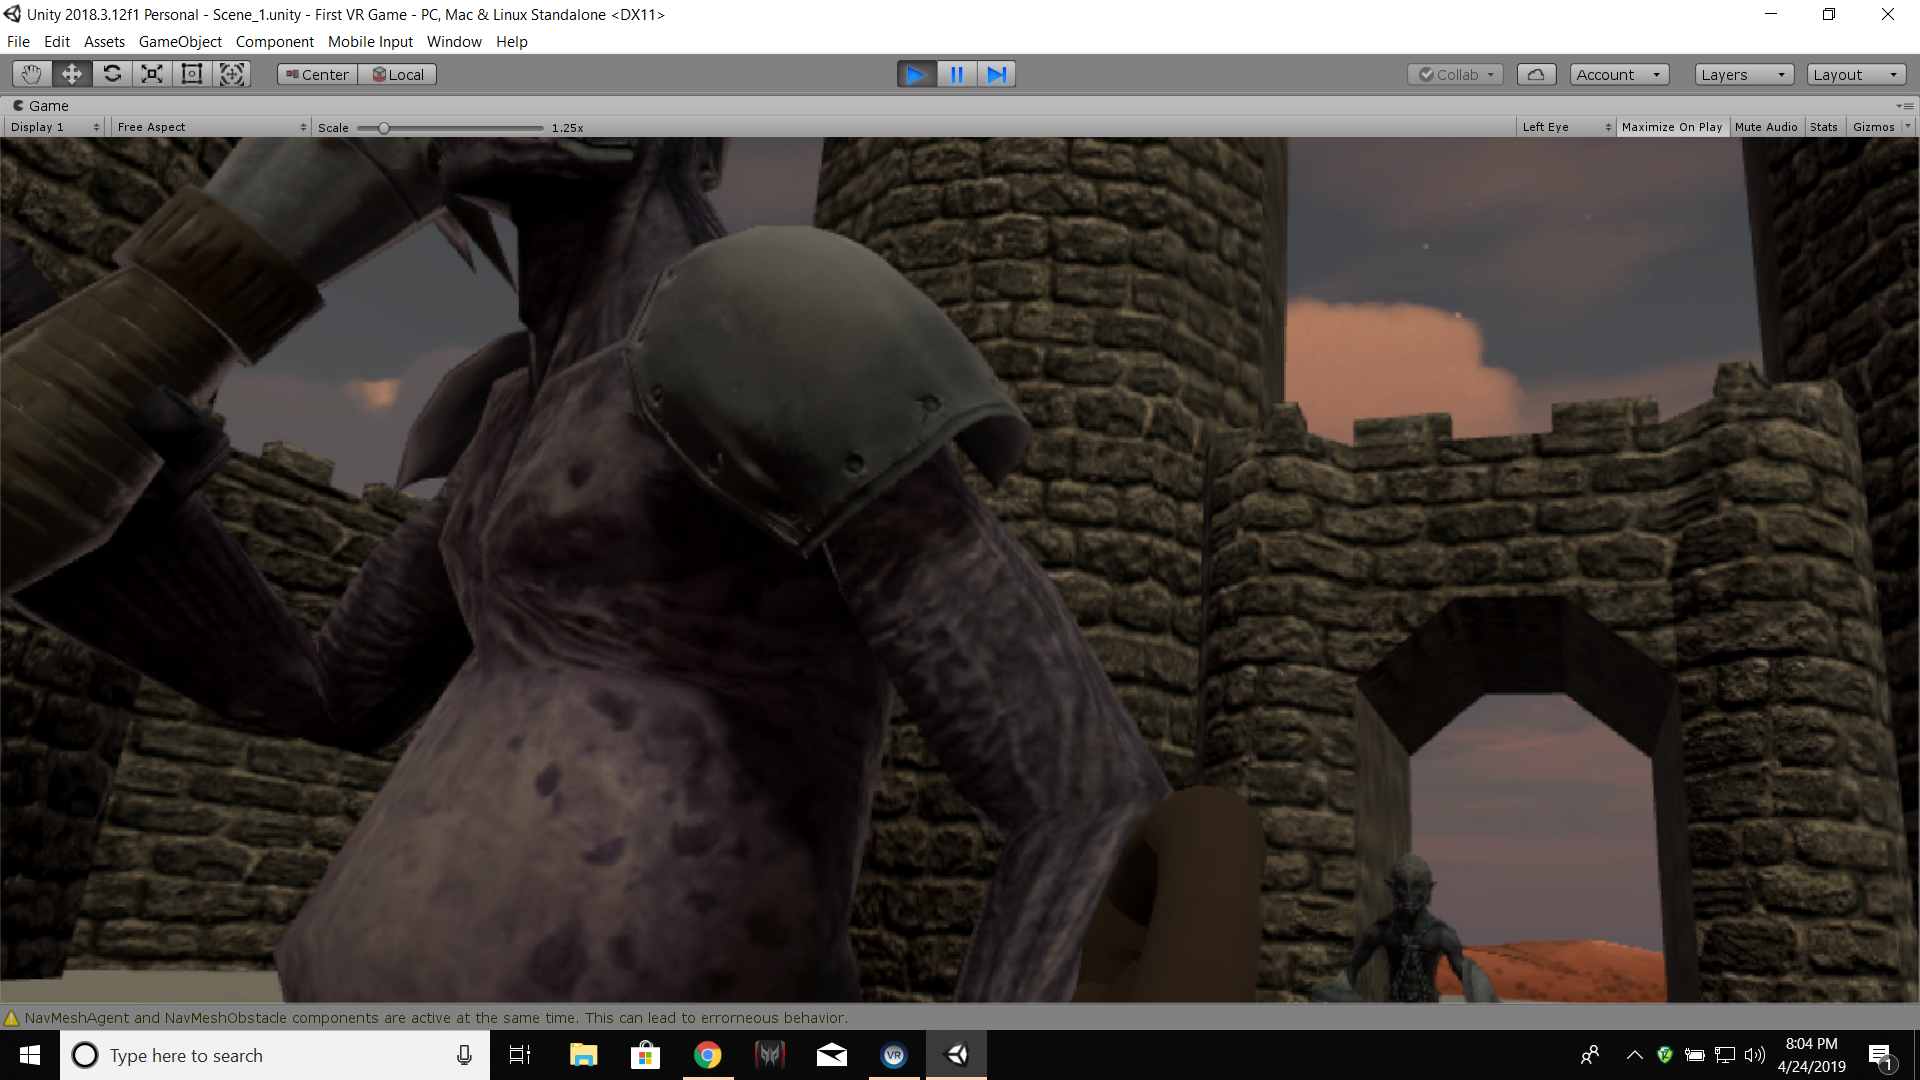 Unity 2018.3.12f1 Personal - Scene_1.unity - First VR Game - PC, Mac & Linux Standalone <DX11>
File Edit Assets GameObject Component Mobile Input Window Help
Center Local Collab Account Layers Layout
Game
Display 1 Free Aspect Scale 1.25x Left Eye Maximize On Play Mute Audio Stats Gizmos
NavMeshAgent and NavMeshObstacle components are active at the same time. This can lead to errorneous behavior.
Type here to search
VR
8:04 PM
4/24/2019
1